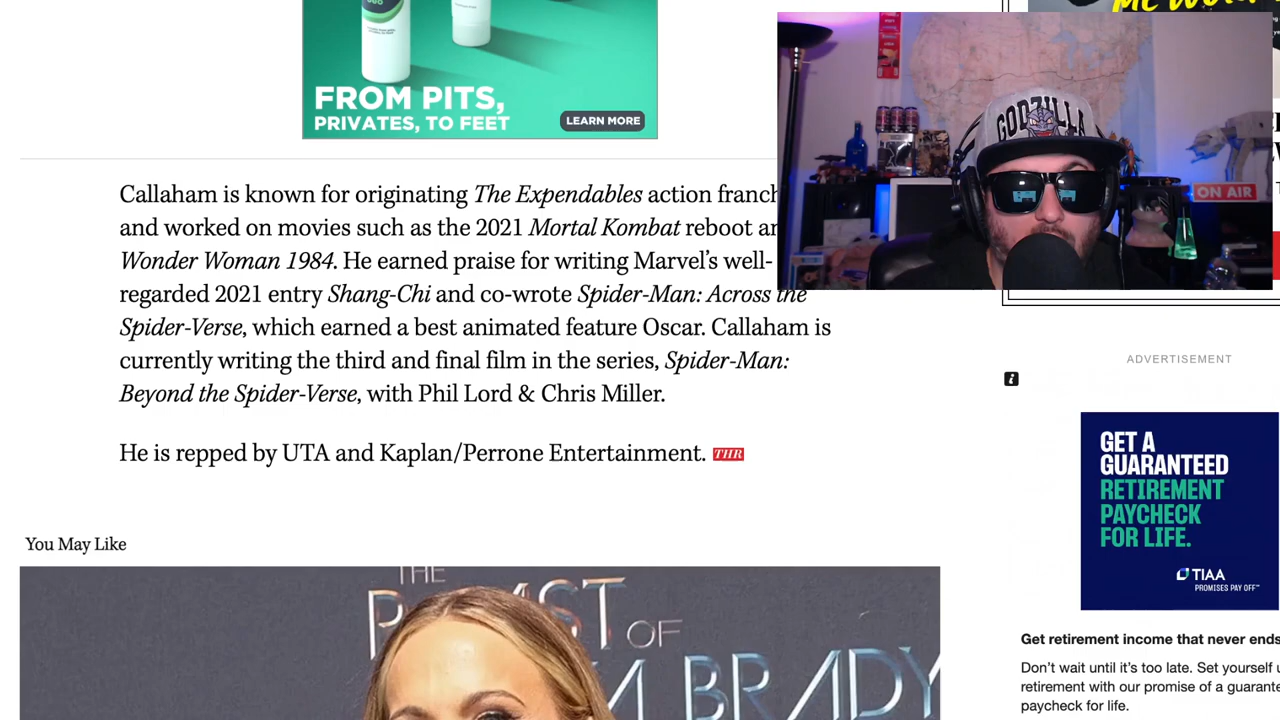 FROM PITS,
PRIVATES, TO FEET
LEARN MORE
GODZILLA
ON AIR
Callaham is known for originating The Expendables action
and worked on movies such as the 2021 Mortal Kombat reboot
Wonder Woman 1984. He earned praise for writing Marvel’s well-
regarded 2021 entry Shang-Chi and co-wrote Spider-Man: Across the
Spider-Verse, which earned a best animated feature Oscar. Callaham is
currently writing the third and final film in the series, Spider-Man:
Beyond the Spider-Verse, with Phil Lord & Chris Miller.
He is repped by UTA and Kaplan/Perrone Entertainment. THR
You May Like
THE
OF
BRADY
ADVERTISEMENT
GET A
GUARANTEED
RETIREMENT
PAYCHECK
FOR LIFE.
TIAA
PROMISES PAY OFF™
Get retirement income that never ends
Don’t wait until it’s too late. Set yourself
retirement with our promise of a
paycheck for life.